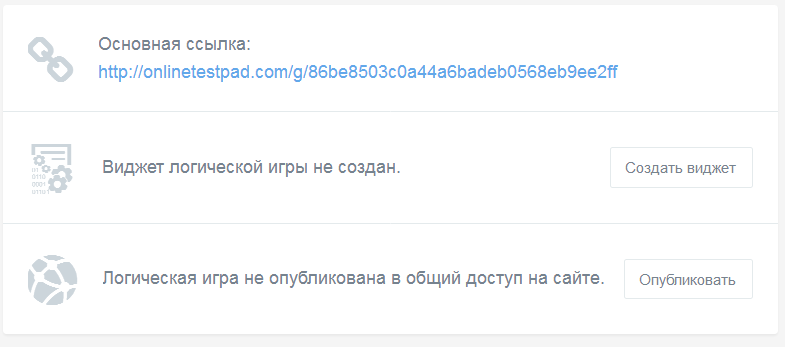 Основная ссылка:
http://onlinetestpad.com/g/86be8503c0a44a6badeb0568eb9ee2ff
Виджет логической игры не создан.
Создать виджет
Логическая игра не опубликована в общий доступ на сайте.
Опубликовать